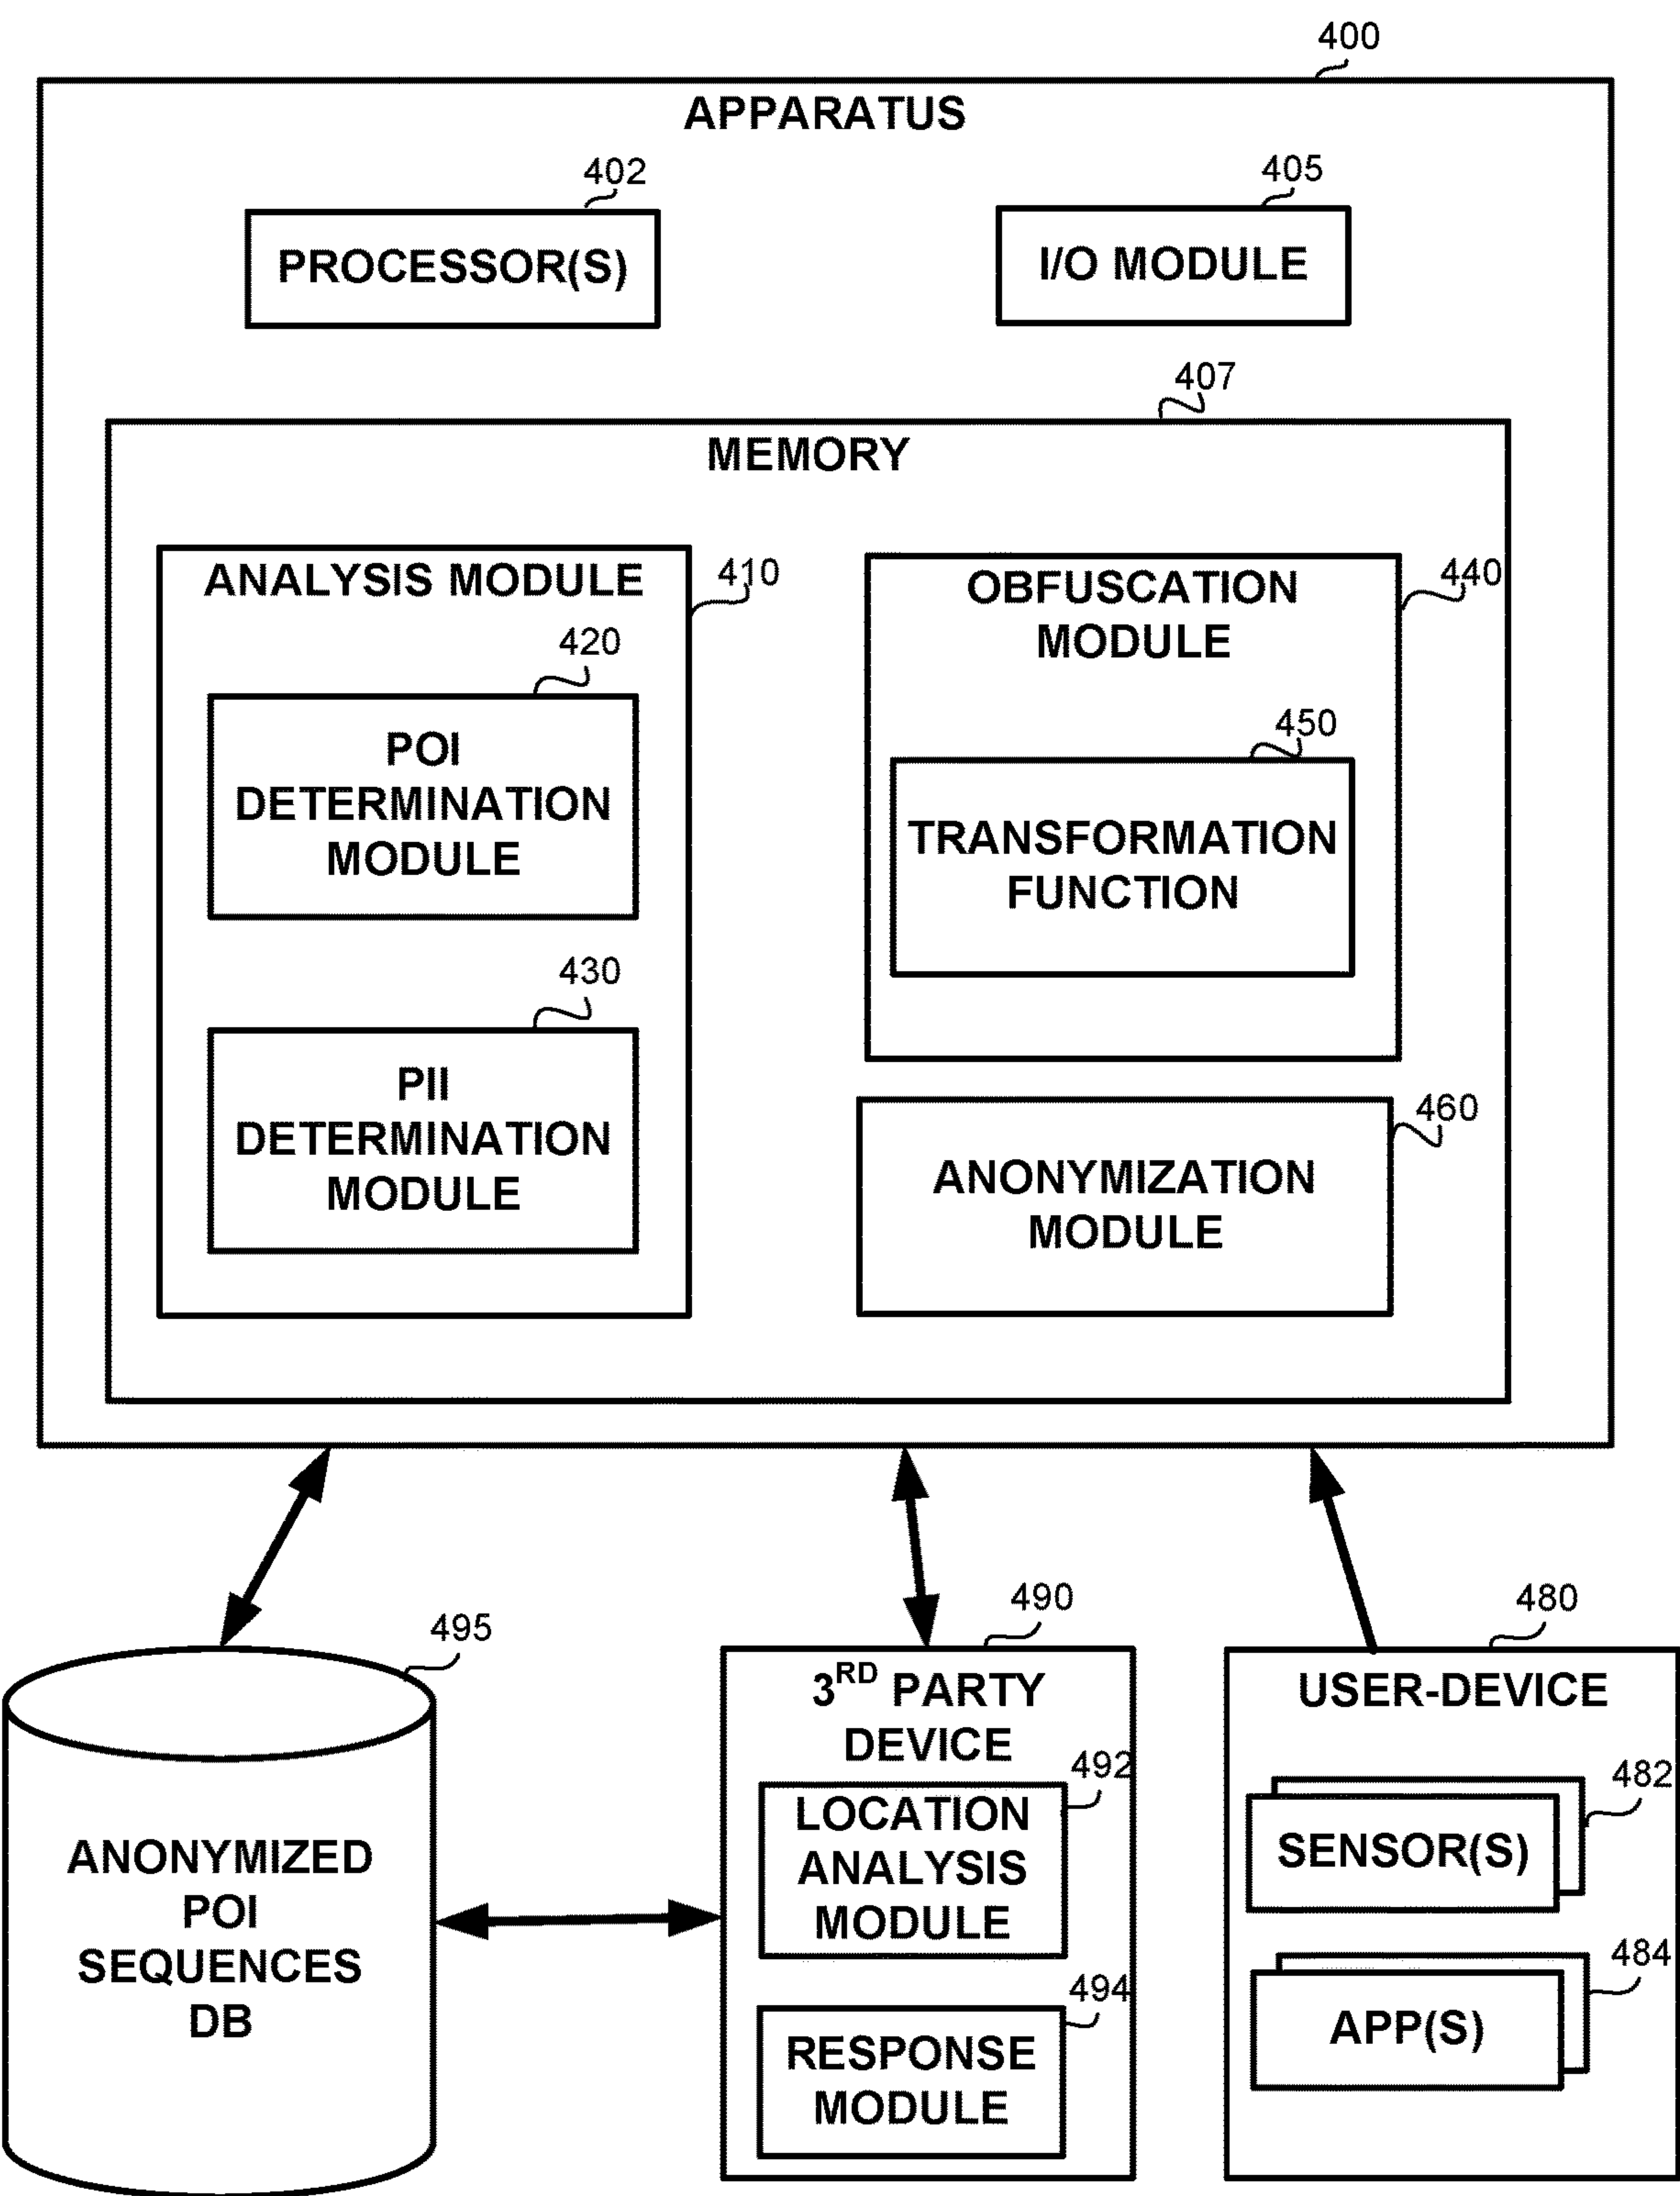 400
APPARATUS
402
PROCESSOR(S)
405
I/O MODULE
407
MEMORY
ANALYSIS MODULE
410
420
POI
DETERMINATION
MODULE
430
PII
DETERMINATION
MODULE
OBFUSCATION
MODULE
440
450
TRANSFORMATION
FUNCTION
460
ANONYMIZATION
MODULE
495
ANONYMIZED
POI
SEQUENCES
DB
490
3RD PARTY
DEVICE
492
LOCATION
ANALYSIS
MODULE
494
RESPONSE
MODULE
480
USER-DEVICE
482
SENSOR(S)
484
APP(S)